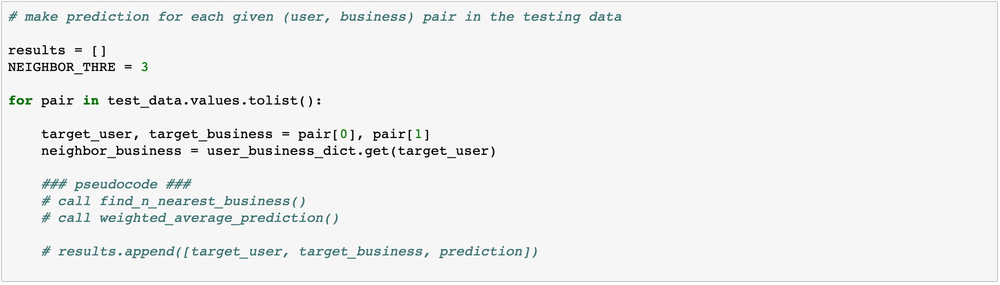 # make prediction for each given (user, business) pair in the testing data
results = []
NEIGHBOR_THRE = 3
for pair in test_data.values.tolist():
    target_user, target_business = pair[0], pair[1]
    neighbor_business = user_business_dict.get(target_user)
    ### pseudocode ###
    # call find_n_nearest_business()
    # call weighted_average_prediction()
    # results.append([target_user, target_business, prediction])